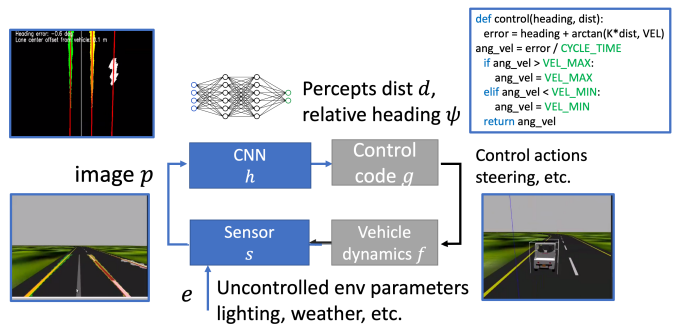 Heading error: -0.6 deg
Lane center offset from vehicle: 0.1 m
def control(heading, dist):
error = heading + arctan(K*dist, VEL)
ang_vel = error / CYCLE_TIME
if ang_vel > VEL_MAX:
ang_vel = VEL_MAX
elif ang_vel < VEL_MIN:
ang_vel = VEL_MIN
return ang_vel
Percepts dist d,
relative heading ψ
image p
CNN
h
Control
code g
Control actions
steering, etc.
Sensor
s
Vehicle
dynamics f
e
Uncontrolled env parameters
lighting, weather, etc.